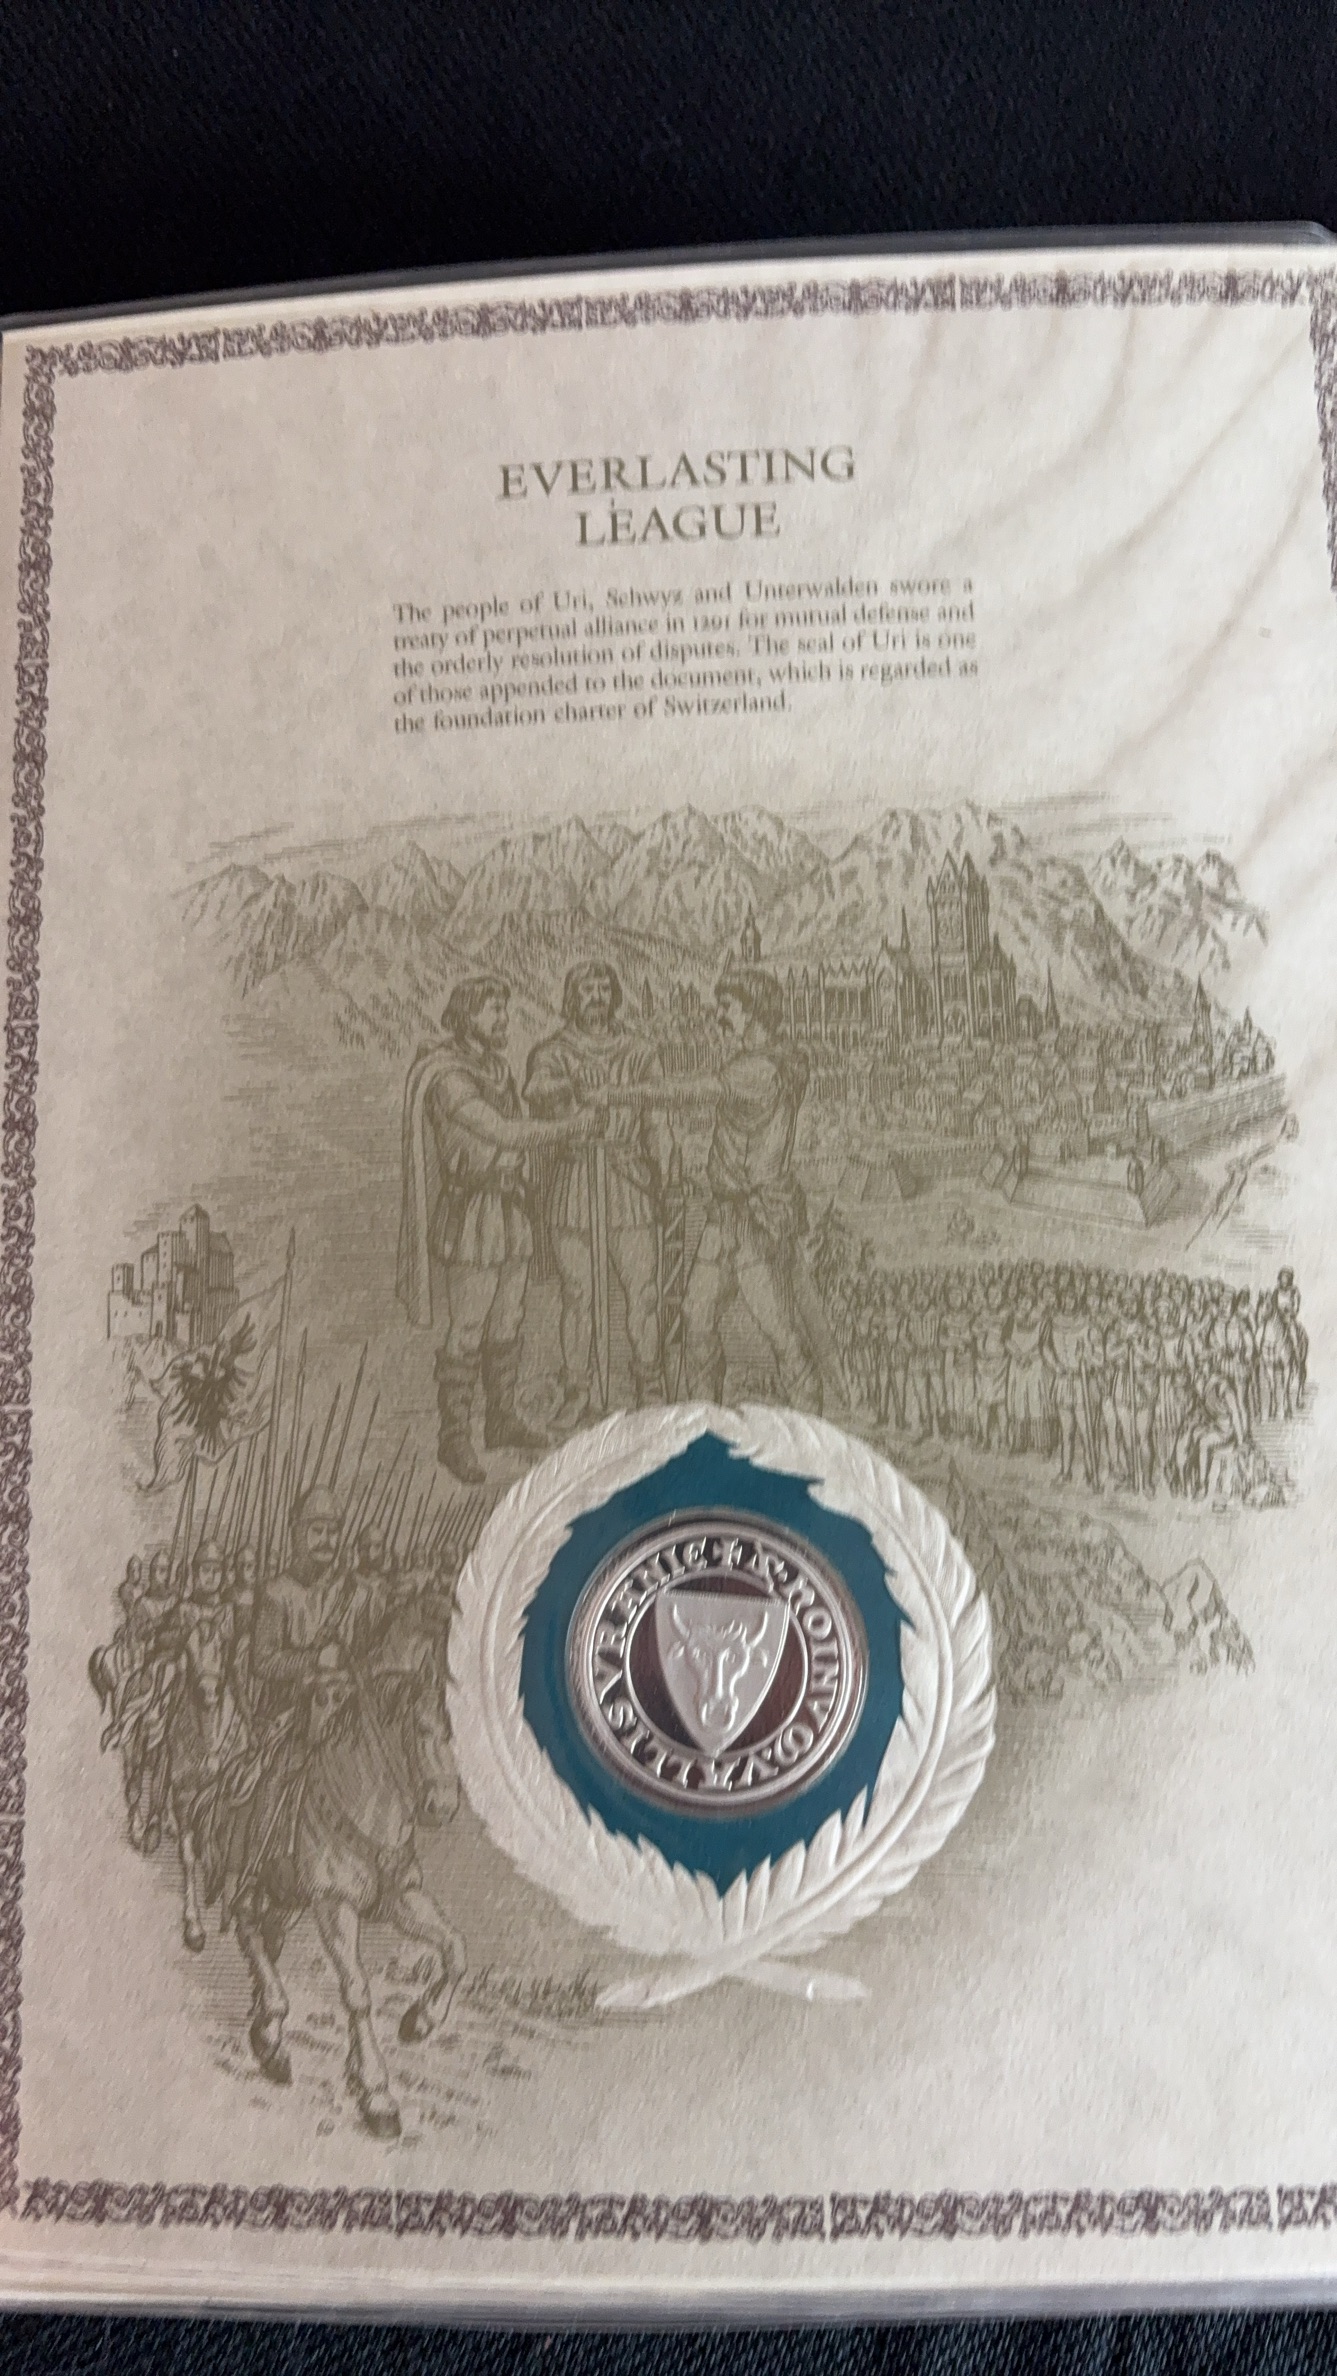 EVERLASTING
LEAGUE
The people of Uri, Schwyz and Unterwalden swore a
treaty of perpetual alliance in 1291 for mutual defense and
the orderly resolution of disputes. The seal of Uri is one
of those appended to the document, which is regarded as
the foundation charter of Switzerland.
VALLIS VRANIE